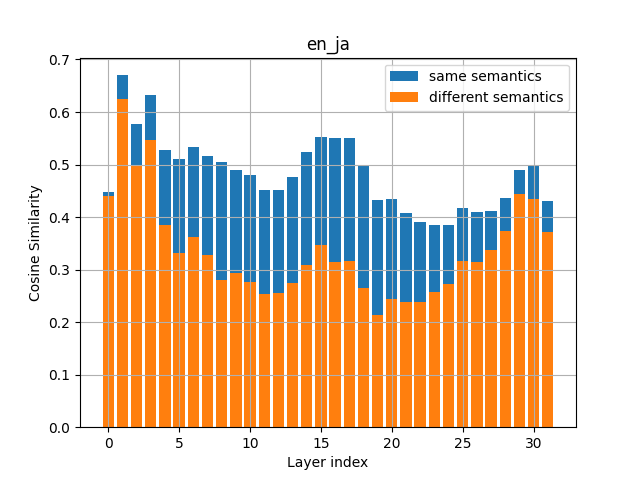 en_ja
same semantics
different semantics
Cosine Similarity
0.7
0.6
0.5
0.4
0.3
0.2
0.1
0.0
0 5 10 15 20 25 30
Layer index